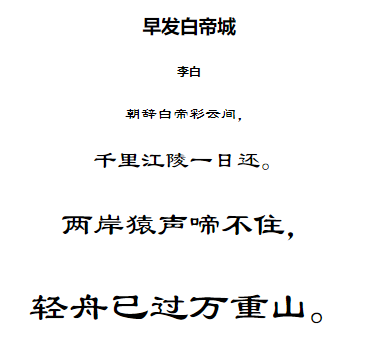 早发白帝城
李白
朝辞白帝彩云间，
千里江陵一日还。
两岸猿声啼不住，
轻舟已过万重山。